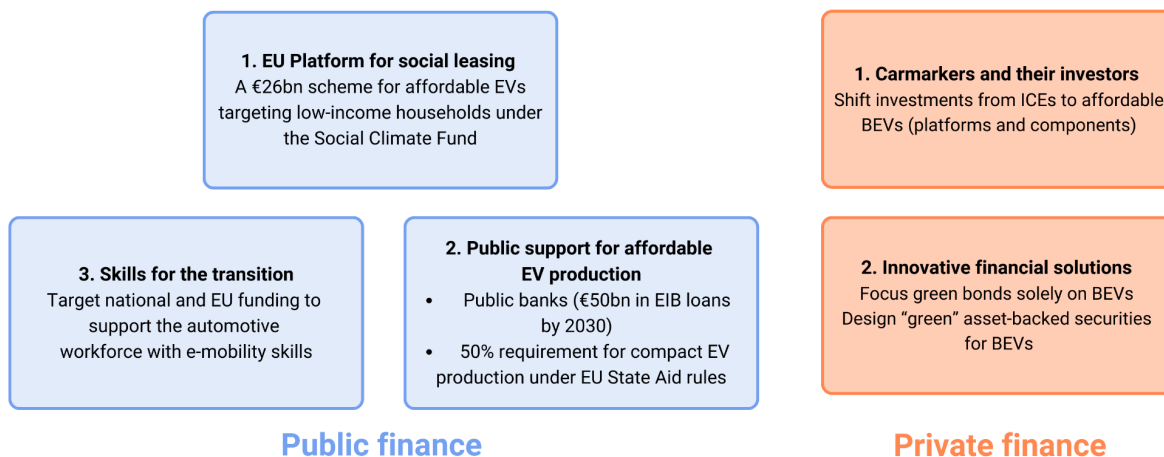 1. EU Platform for social leasing
A €26bn scheme for affordable EVs
targeting low-income households under
the Social Climate Fund
3. Skills for the transition
Target national and EU funding to
support the automotive
workforce with e-mobility skills
2. Public support for affordable
EV production
• Public banks (€50bn in EIB loans
by 2030)
• 50% requirement for compact EV
production under EU State Aid rules
Public finance
1. Carmarkers and their investors
Shift investments from ICEs to affordable
BEVs (platforms and components)
2. Innovative financial solutions
Focus green bonds solely on BEVs
Design “green” asset-backed securities
for BEVs
Private finance